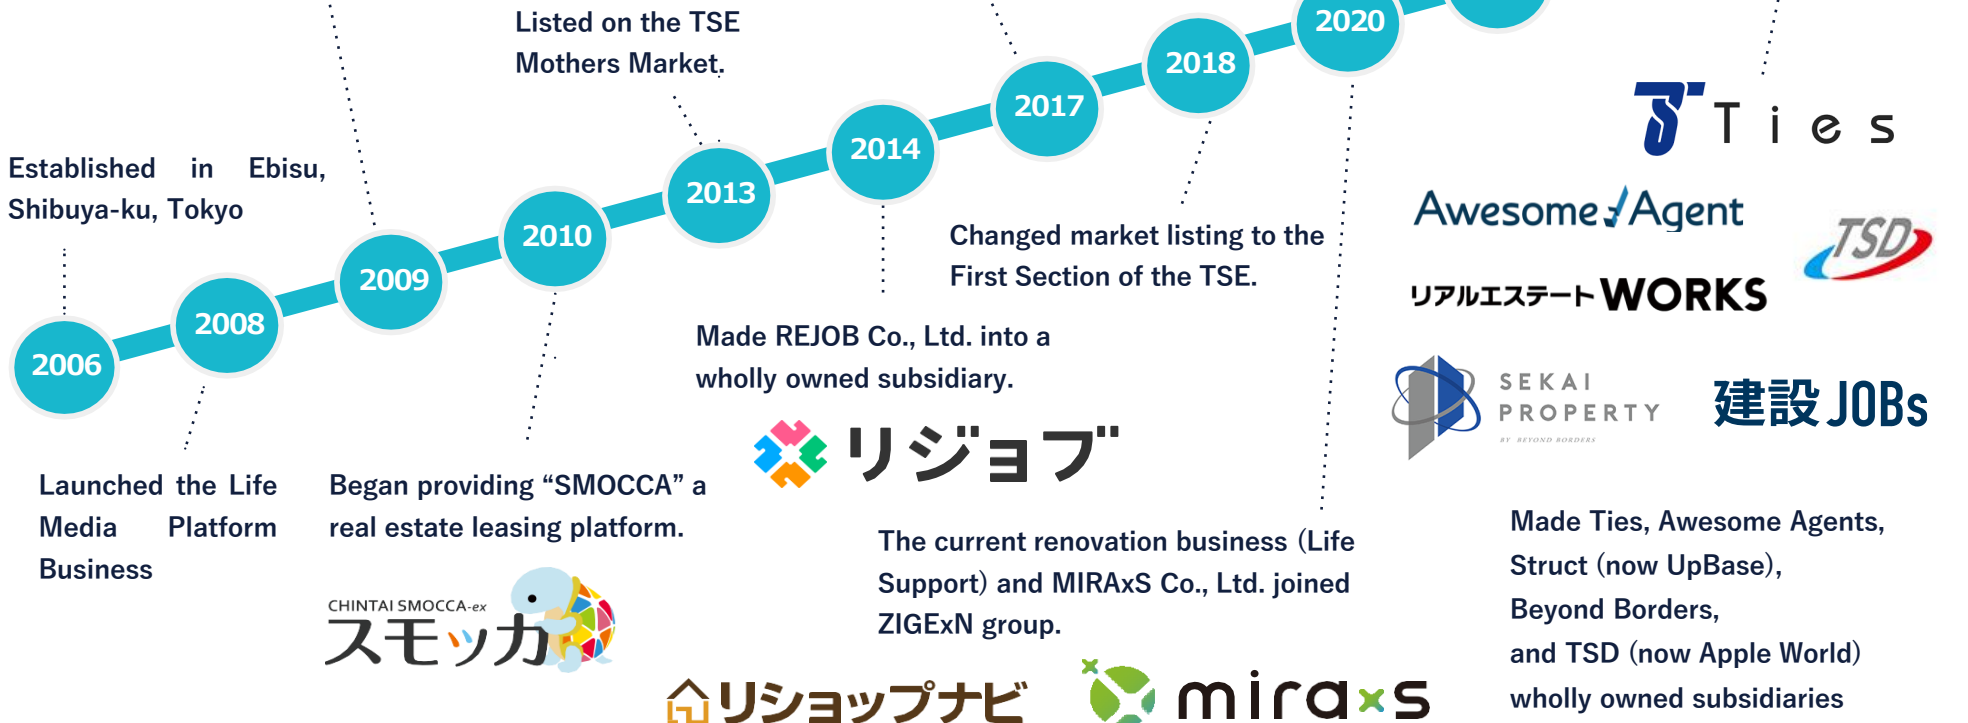 Listed on the TSE
Mothers Market.
2020
2018
2017
2014
2013
2010
2009
2008
2006
Established in Ebisu,
Shibuya-ku, Tokyo
Changed market listing to the
First Section of the TSE.
Made REJOB Co., Ltd. into a
wholly owned subsidiary.
リジョブ
Launched the Life
Media Platform
Business
Began providing “SMOCCA” a
real estate leasing platform.
CHINTAI SMOCCA-ex
スモッカ
The current renovation business (Life
Support) and MIRAxS Co., Ltd. joined
ZIGExN group.
リショップナビ
miraxs
Ties
Awesome Agent
TSD
リアルエステートWORKS
SEKAI
PROPERTY
BY BEYOND BORDERS
建設JOBs
Made Ties, Awesome Agents,
Struct (now UpBase),
Beyond Borders,
and TSD (now Apple World)
wholly owned subsidiaries